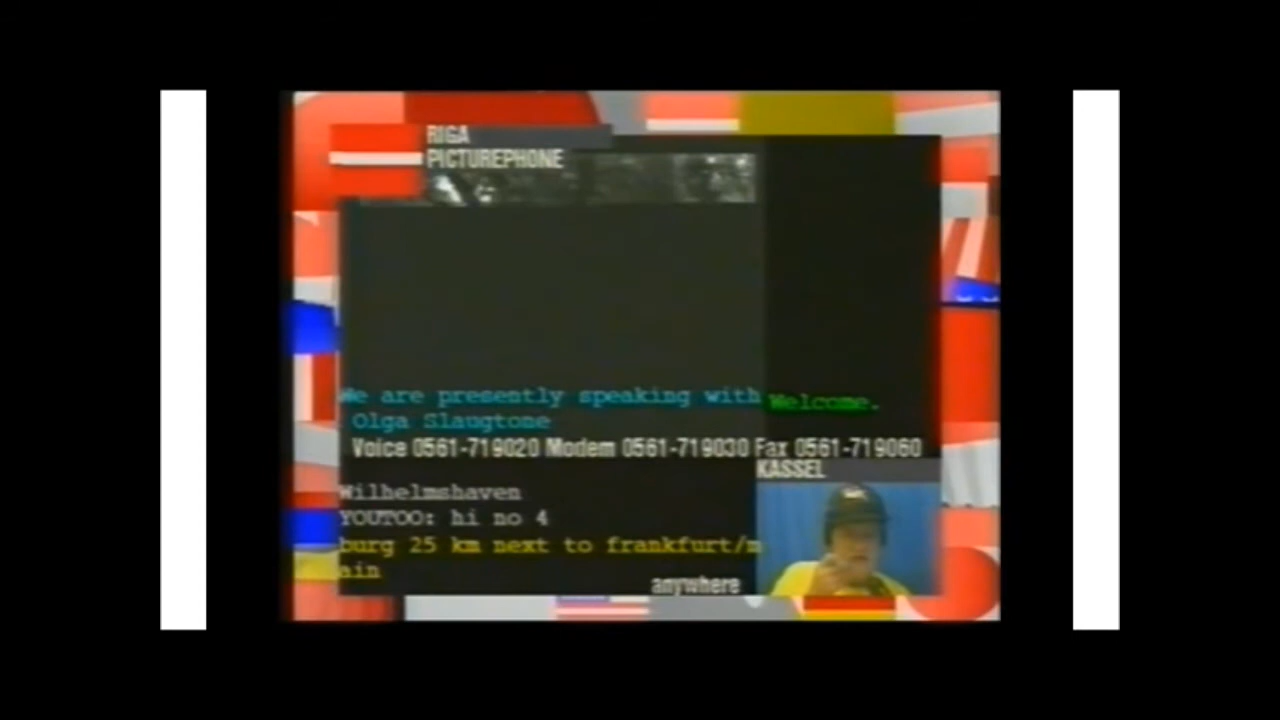 RIGA
PICTUREPHONE
We are presently speaking with
Olga Slaugtone
Welcome.
Voice 0561-719020 Modem 0561-719030 Fax 0561-719060
KASSEL
Wilhelmshaven
YOUTOO: hi no 4
burg 25 km next to frankfurt/m
ain
anywhere